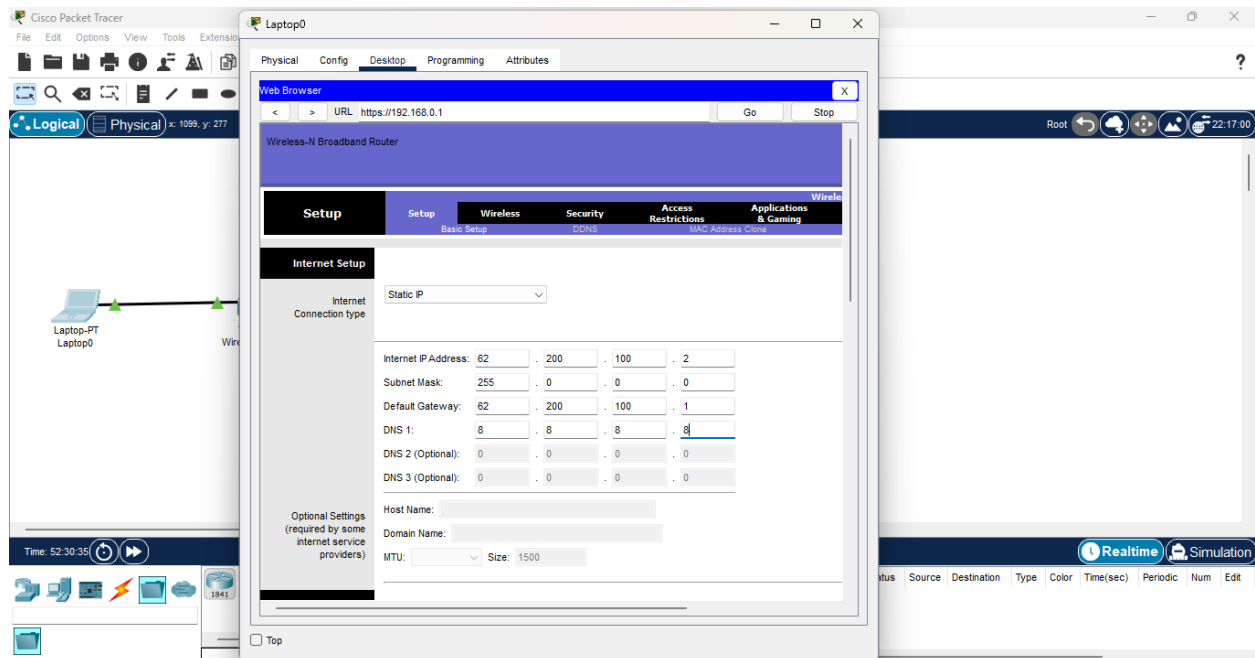 Cisco Packet Tracer
File Edit Options View Tools Extensio
?
Logical Physical x: 1099, y: 277
Root 22:17:00
Laptop-PT
Laptop0
Wire
Laptop0
Physical Config Desktop Programming Attributes
Web Browser X
< > URL https://192.168.0.1 Go Stop
Wireless-N Broadband Router
Wirele
Setup Setup Wireless Security Access Restrictions Applications & Gaming
Basic Setup DDNS MAC Address Clone
Internet Setup
Internet Connection type Static IP
Internet IP Address: 62 . 200 . 100 . 2
Subnet Mask: 255 . 0 . 0 . 0
Default Gateway: 62 . 200 . 100 . 1
DNS 1: 8 . 8 . 8 . 8
DNS 2 (Optional): 0 . 0 . 0 . 0
DNS 3 (Optional): 0 . 0 . 0 . 0
Optional Settings
(required by some
internet service
providers)
Host Name:
Domain Name:
MTU: Size: 1500
Top
Time: 52:30:35
Realtime Simulation
1841
atus Source Destination Type Color Time(sec) Periodic Num Edit